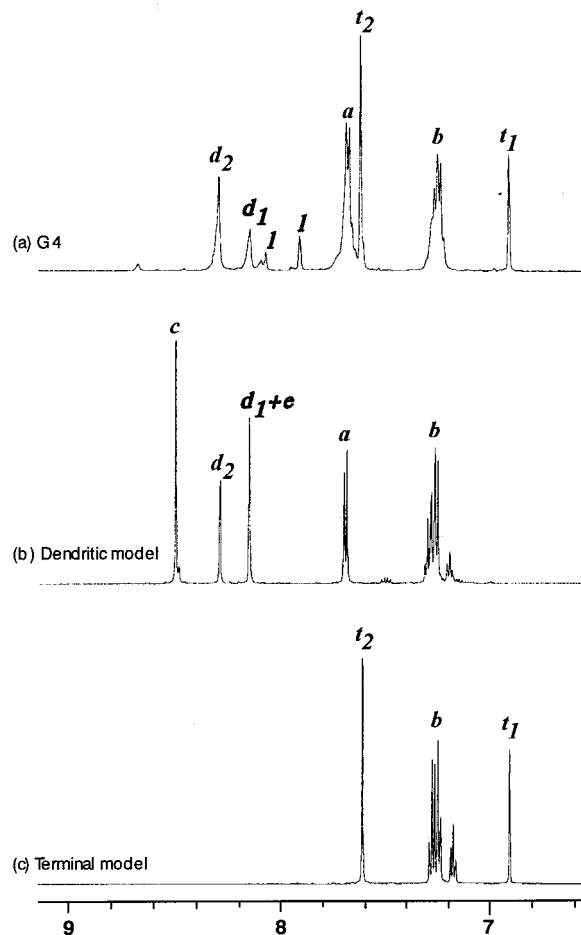 t2
a
b
t1
d2
d1
1
1
(a) G4
c
d1+e
d2
a
b
(b) Dendritic model
t2
b
t1
(c) Terminal model
9 8 7